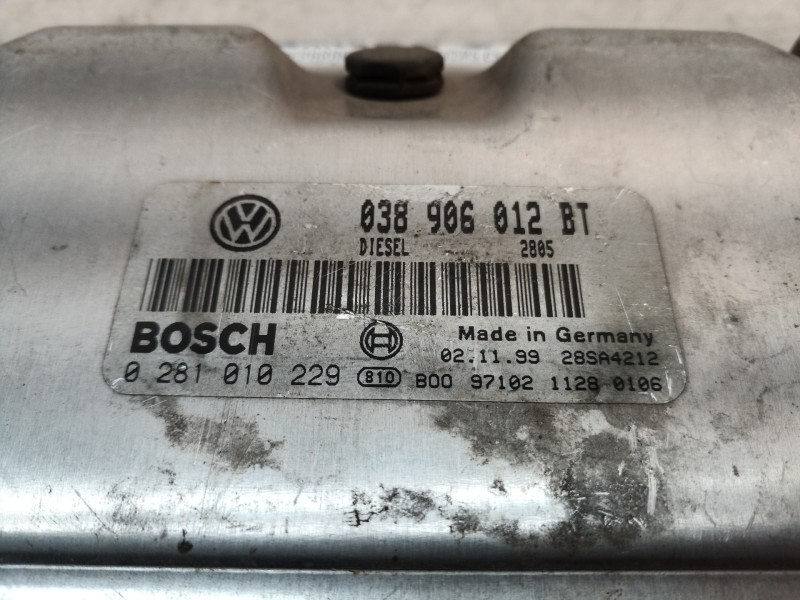 038 906 012 BT
DIESEL 2805
BOSCH
Made in Germany
02.11.99 28SA4212
0 281 010 229 810 B00 97102 1128 0106